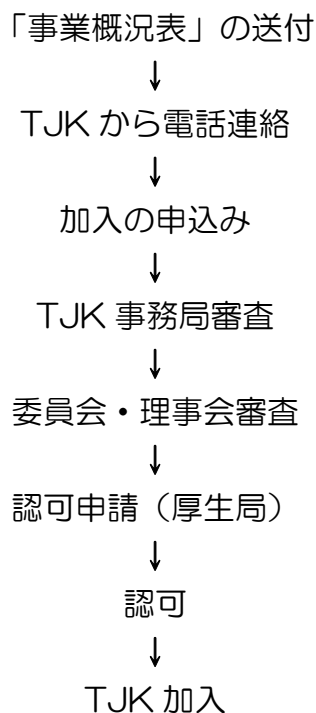 「事業概況表」の送付
↓
TJK から電話連絡
↓
加入の申込み
↓
TJK 事務局審査
↓
委員会・理事会審査
↓
認可申請（厚生局）
↓
認可
↓
TJK 加入